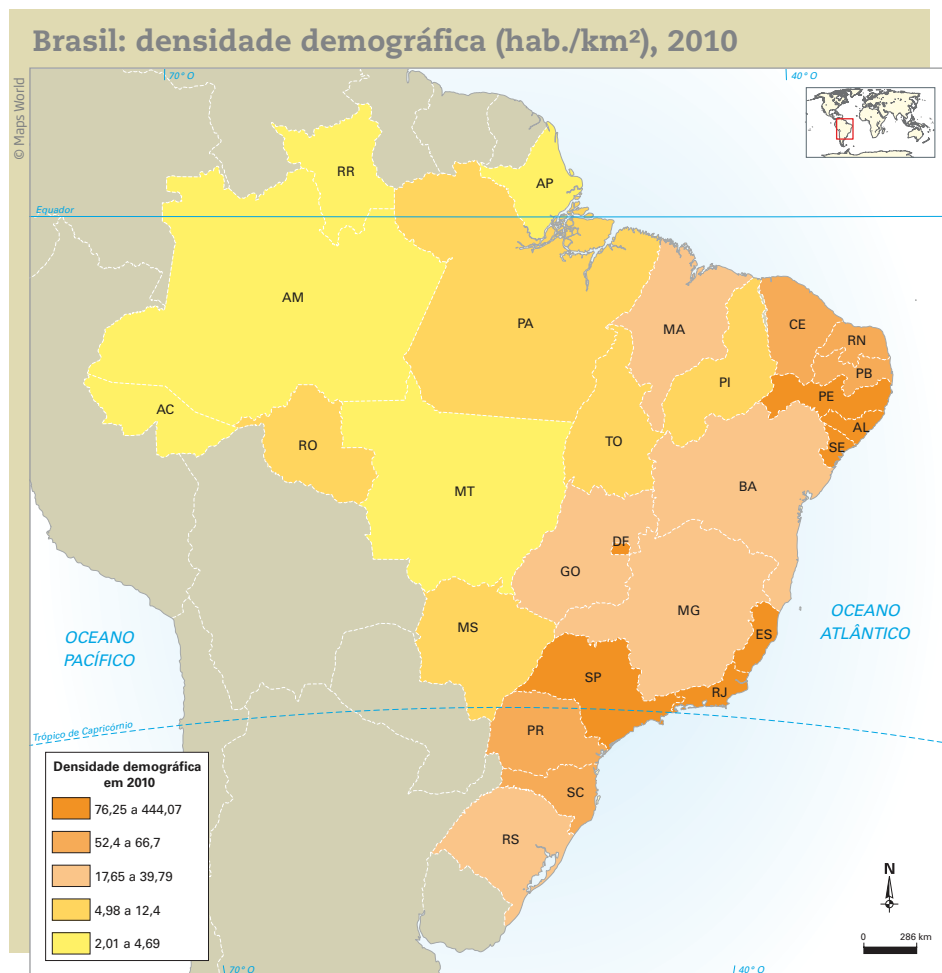 Brasil: densidade demográfica (hab./km²), 2010
© Maps World
70° O
40° O
Equador
RR
AP
AM
PA
MA
CE
RN
PB
PI
PE
AL
SE
AC
RO
TO
MT
BA
DF
GO
MG
MS
ES
SP
RJ
PR
SC
RS
OCEANO
PACÍFICO
OCEANO
ATLÂNTICO
Trópico de Capricórnio
Densidade demográfica
em 2010
76,25 a 444,07
52,4 a 66,7
17,65 a 39,79
4,98 a 12,4
2,01 a 4,69
N
0 286 km
70° O
40° O